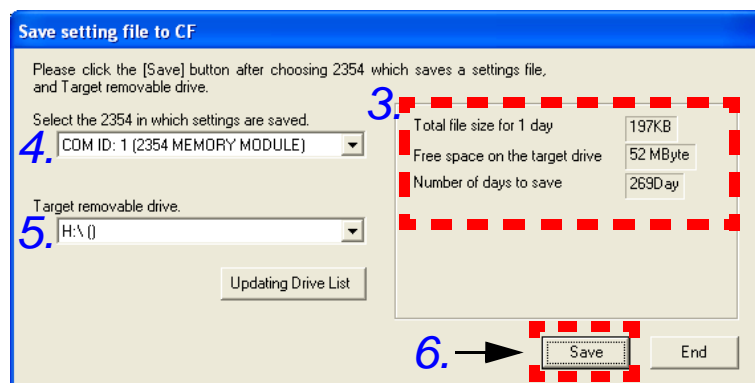 Save setting file to CF
Please click the [Save] button after choosing 2354 which saves a settings file,
and Target removable drive.
Select the 2354 in which settings are saved.
4.
COM ID: 1 (2354 MEMORY MODULE)
Target removable drive.
5.
H:\ ()
Updating Drive List
3.
Total file size for 1 day 197KB
Free space on the target drive 52 MByte
Number of days to save 269Day
6.
Save
End